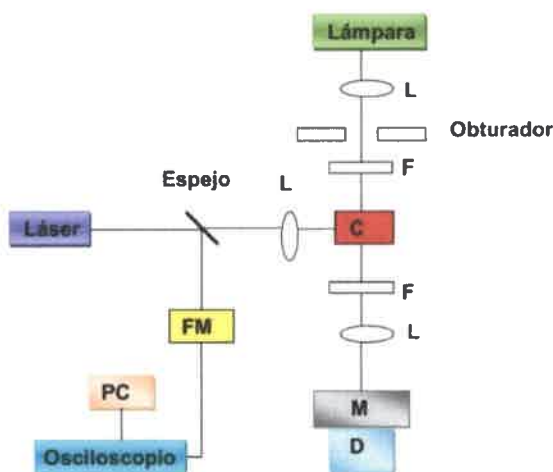 Lámpara
L
Obturador
F
Espejo
L
Láser
C
F
FM
L
PC
M
Osciloscopio
D